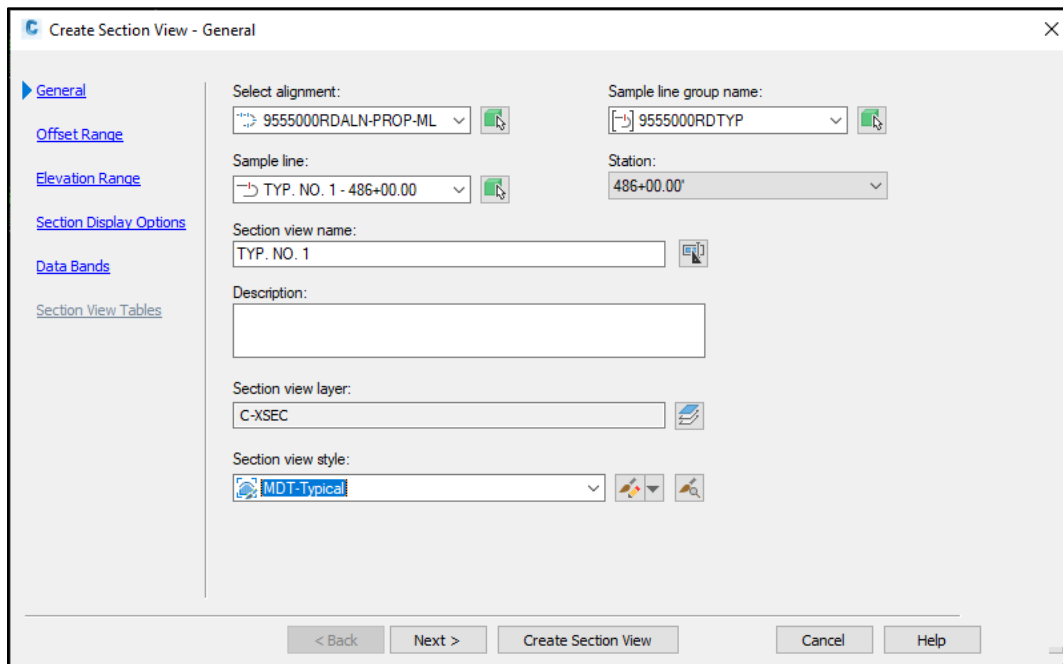 Create Section View - General
General
Offset Range
Elevation Range
Section Display Options
Data Bands
Section View Tables
Select alignment:
9555000RDALN-PROP-ML
Sample line group name:
9555000RDTYP
Sample line:
TYP. NO. 1 - 486+00.00
Station:
486+00.00'
Section view name:
TYP. NO. 1
Description:
Section view layer:
C-XSEC
Section view style:
MDT-Typical
< Back Next > Create Section View Cancel Help